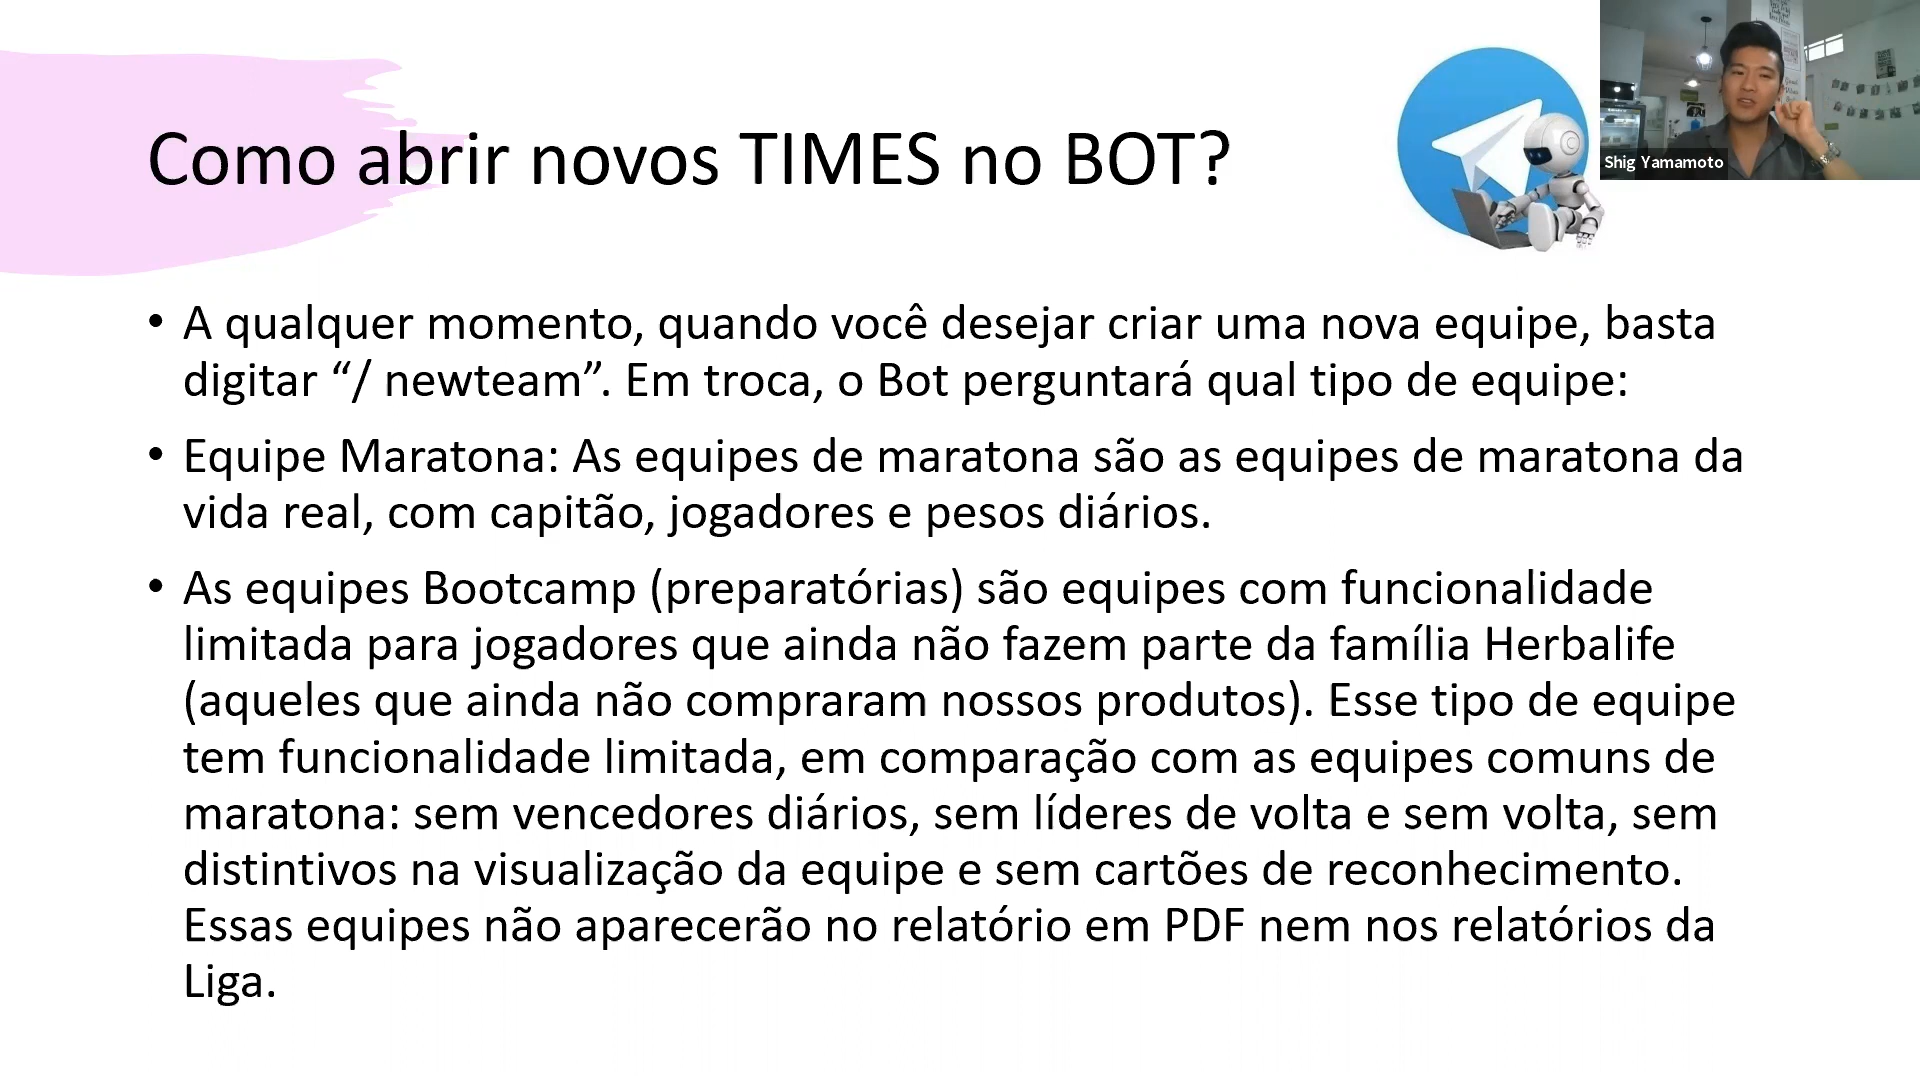 Como abrir novos TIMES no BOT?
Shig Yamamoto
• A qualquer momento, quando você desejar criar uma nova equipe, basta
digitar “/ newteam”. Em troca, o Bot perguntará qual tipo de equipe:
• Equipe Maratona: As equipes de maratona são as equipes de maratona da
vida real, com capitão, jogadores e pesos diários.
• As equipes Bootcamp (preparatórias) são equipes com funcionalidade
limitada para jogadores que ainda não fazem parte da família Herbalife
(aqueles que ainda não compraram nossos produtos). Esse tipo de equipe
tem funcionalidade limitada, em comparação com as equipes comuns de
maratona: sem vencedores diários, sem líderes de volta e sem volta, sem
distintivos na visualização da equipe e sem cartões de reconhecimento.
Essas equipes não aparecerão no relatório em PDF nem nos relatórios da
Liga.